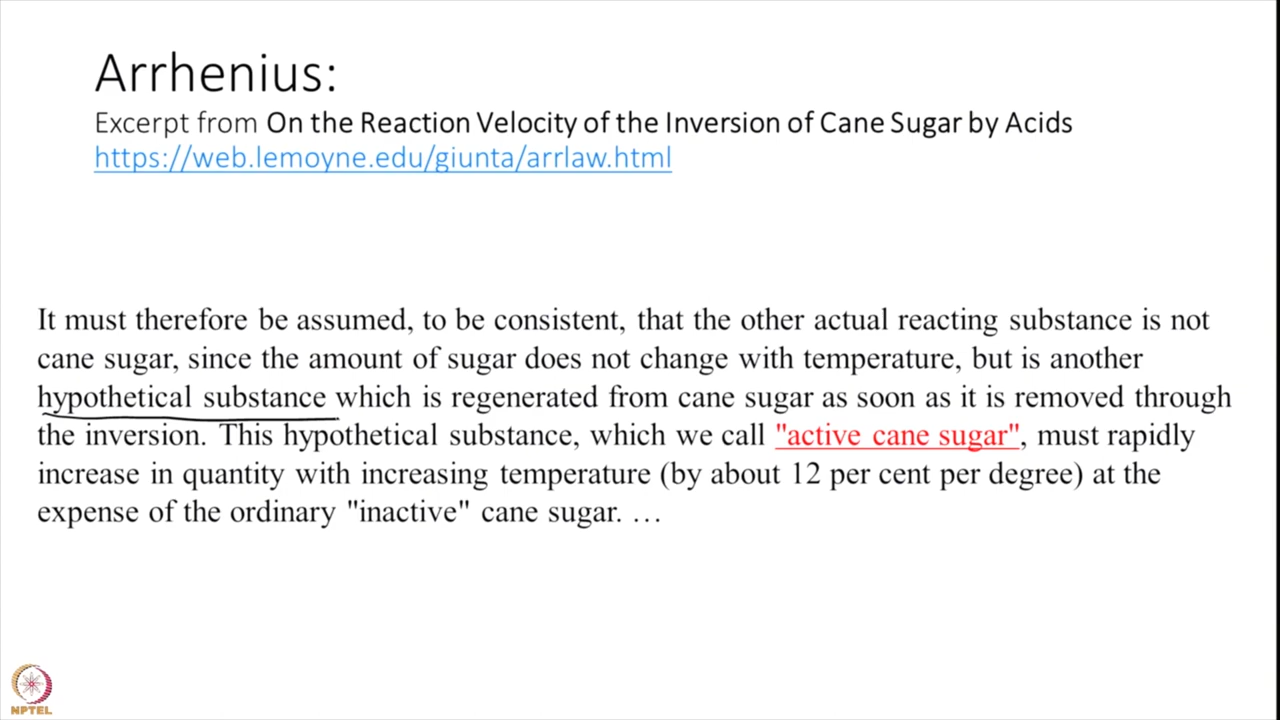 Arrhenius:
Excerpt from On the Reaction Velocity of the Inversion of Cane Sugar by Acids
https://web.lemoyne.edu/giunta/arrlaw.html
It must therefore be assumed, to be consistent, that the other actual reacting substance is not
cane sugar, since the amount of sugar does not change with temperature, but is another
hypothetical substance which is regenerated from cane sugar as soon as it is removed through
the inversion. This hypothetical substance, which we call "active cane sugar", must rapidly
increase in quantity with increasing temperature (by about 12 per cent per degree) at the
expense of the ordinary "inactive" cane sugar. …
NPTEL